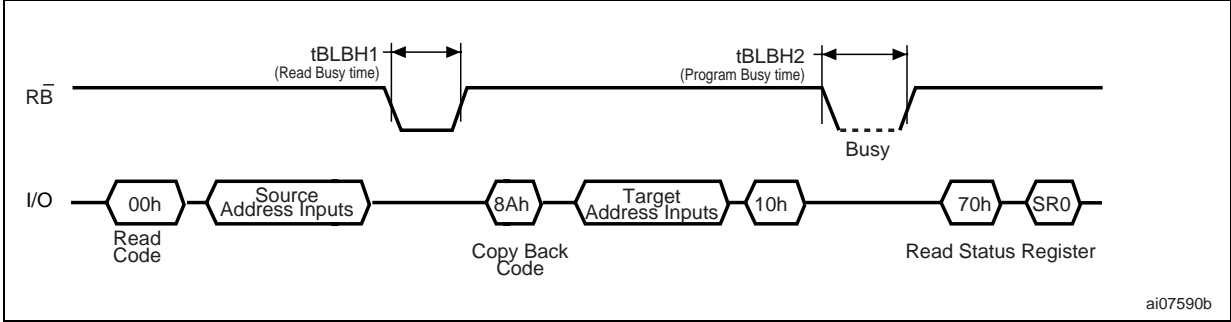 tBLBH1
(Read Busy time)
tBLBH2
(Program Busy time)
RB̅
Busy
I/O
00h
Source
Address Inputs
8Ah
Target
Address Inputs
10h
70h
SR0
Read
Code
Copy Back
Code
Read Status Register
ai07590b